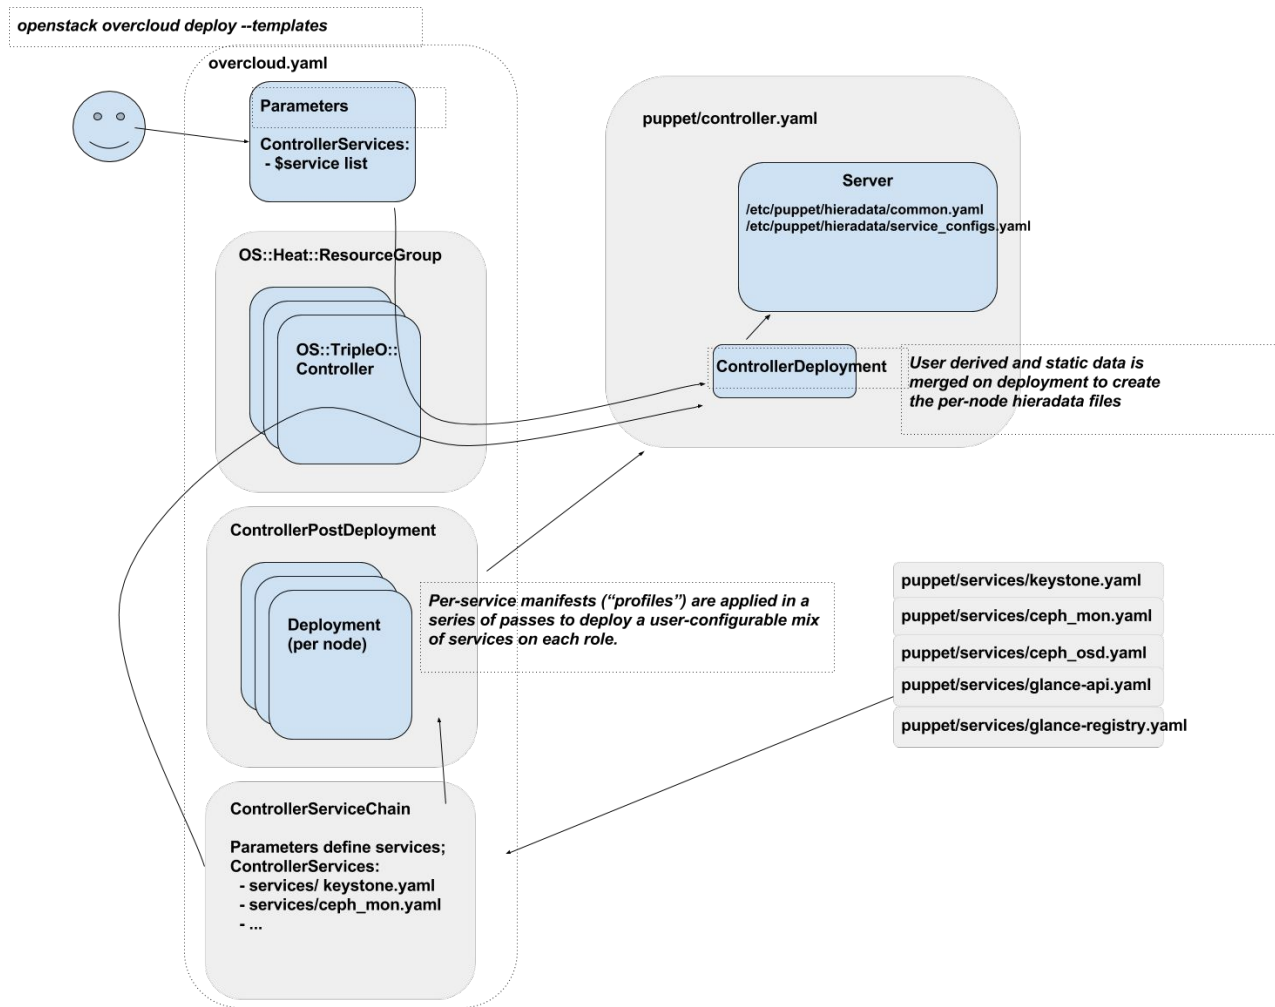 openstack overcloud deploy --templates
overcloud.yaml
Parameters
ControllerServices:
- $service list
OS::Heat::ResourceGroup
OS::TripleO::
Controller
ControllerPostDeployment
Deployment
(per node)
Per-service manifests (“profiles”) are applied in a
series of passes to deploy a user-configurable mix
of services on each role.
ControllerServiceChain
Parameters define services;
ControllerServices:
- services/ keystone.yaml
- services/ceph_mon.yaml
- ...
puppet/controller.yaml
Server
/etc/puppet/hieradata/common.yaml
/etc/puppet/hieradata/service_configs.yaml
ControllerDeployment
User derived and static data is
merged on deployment to create
the per-node hieradata files
puppet/services/keystone.yaml
puppet/services/ceph_mon.yaml
puppet/services/ceph_osd.yaml
puppet/services/glance-api.yaml
puppet/services/glance-registry.yaml